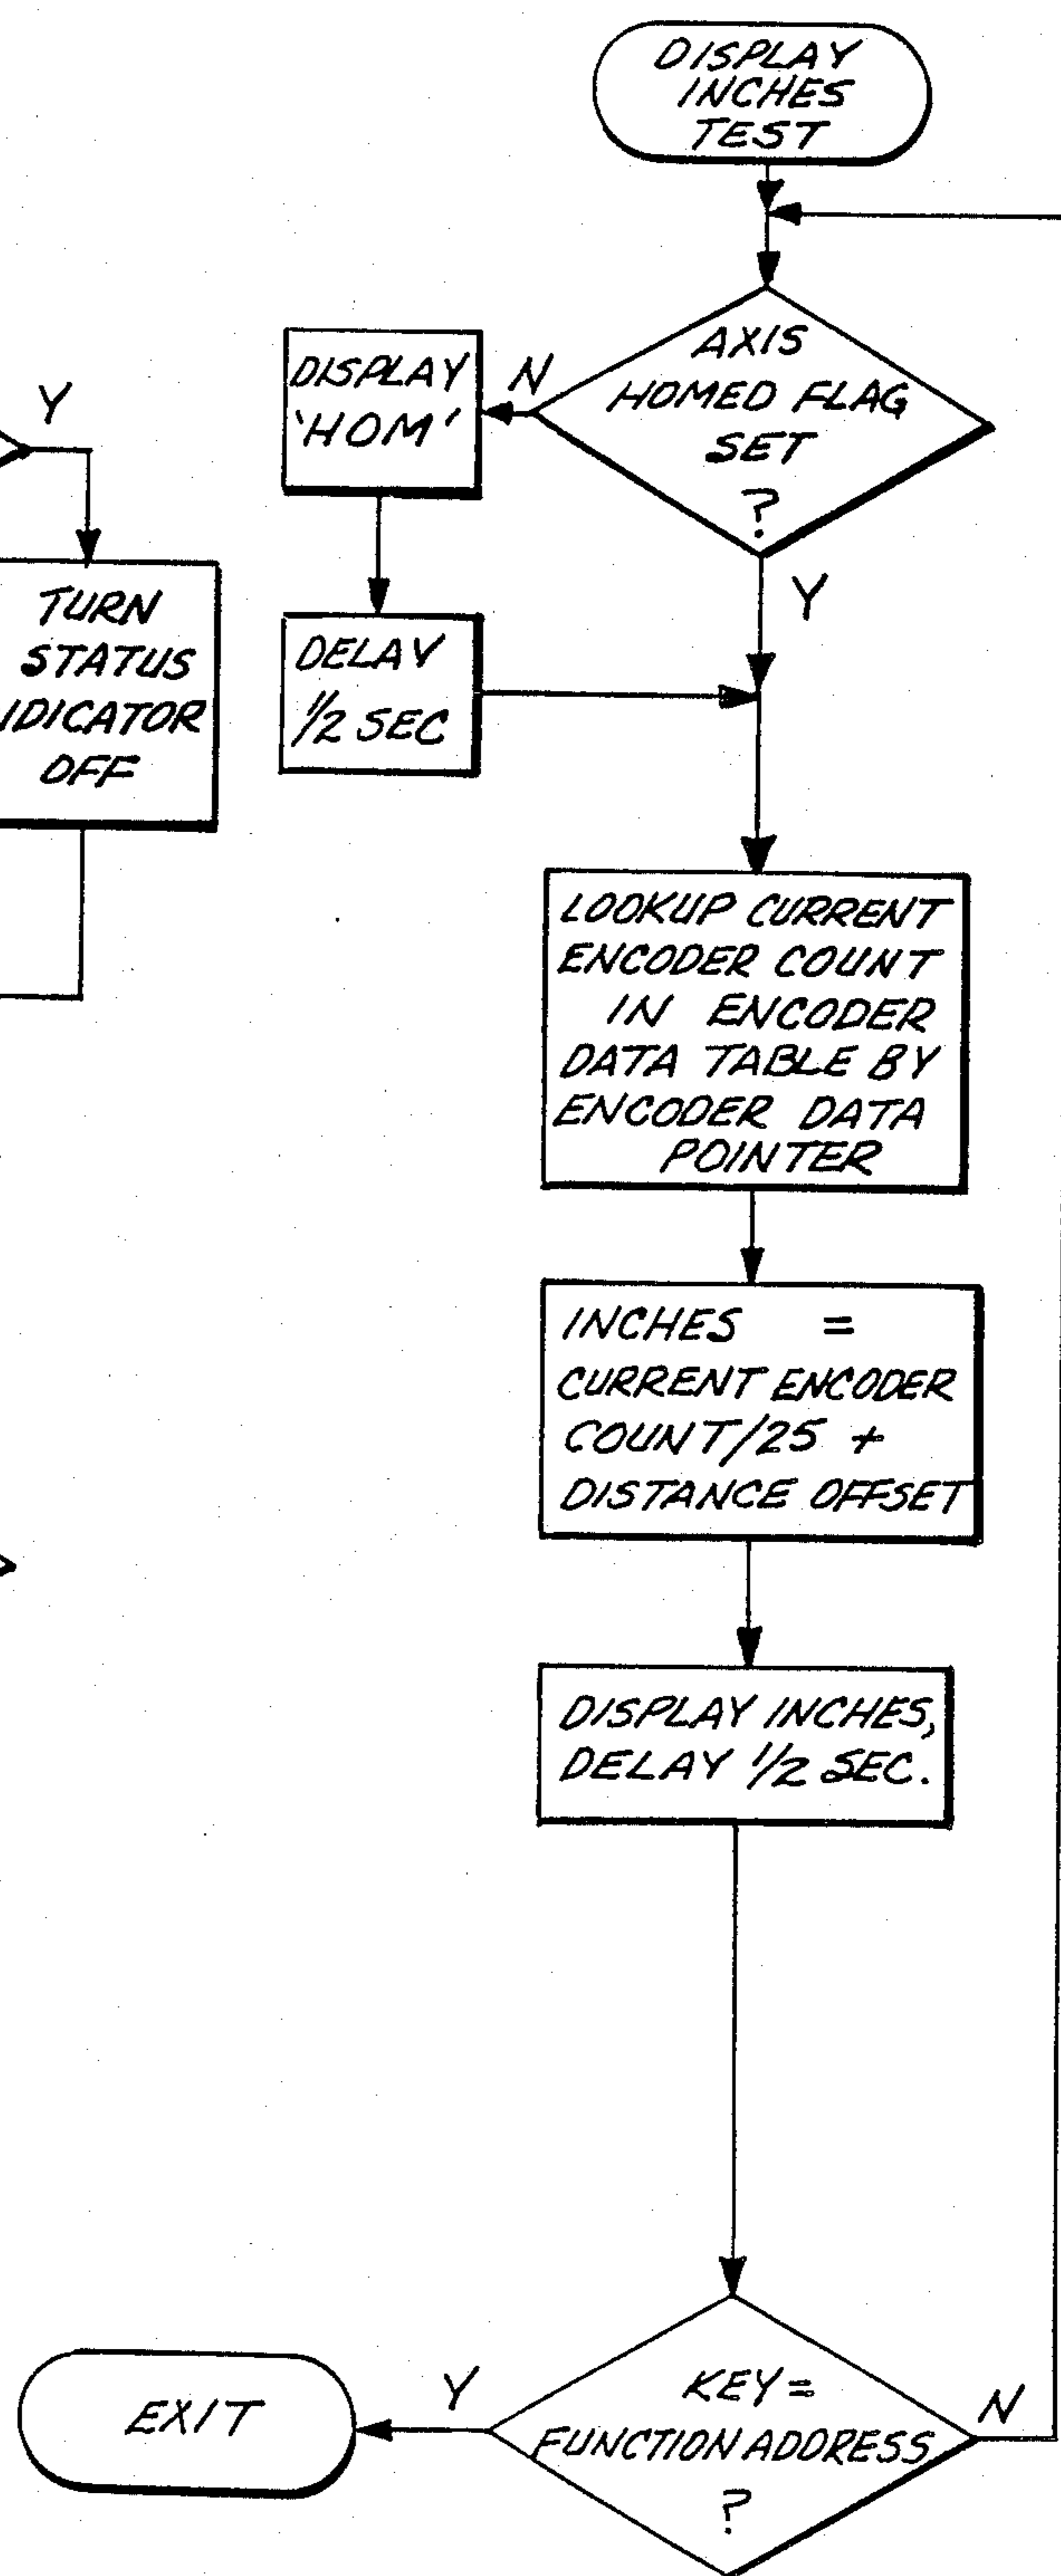 DISPLAY
INCHES
TEST
AXIS
HOMED FLAG
SET
?
N
Y
DISPLAY
'HOM'
DELAY
1/2 SEC
Y
TURN
STATUS
IDICATOR
OFF
LOOKUP CURRENT
ENCODER COUNT
IN ENCODER
DATA TABLE BY
ENCODER DATA
POINTER
INCHES =
CURRENT ENCODER
COUNT/25 +
DISTANCE OFFSET
DISPLAY INCHES,
DELAY 1/2 SEC.
KEY=
FUNCTION ADDRESS
?
Y
N
EXIT